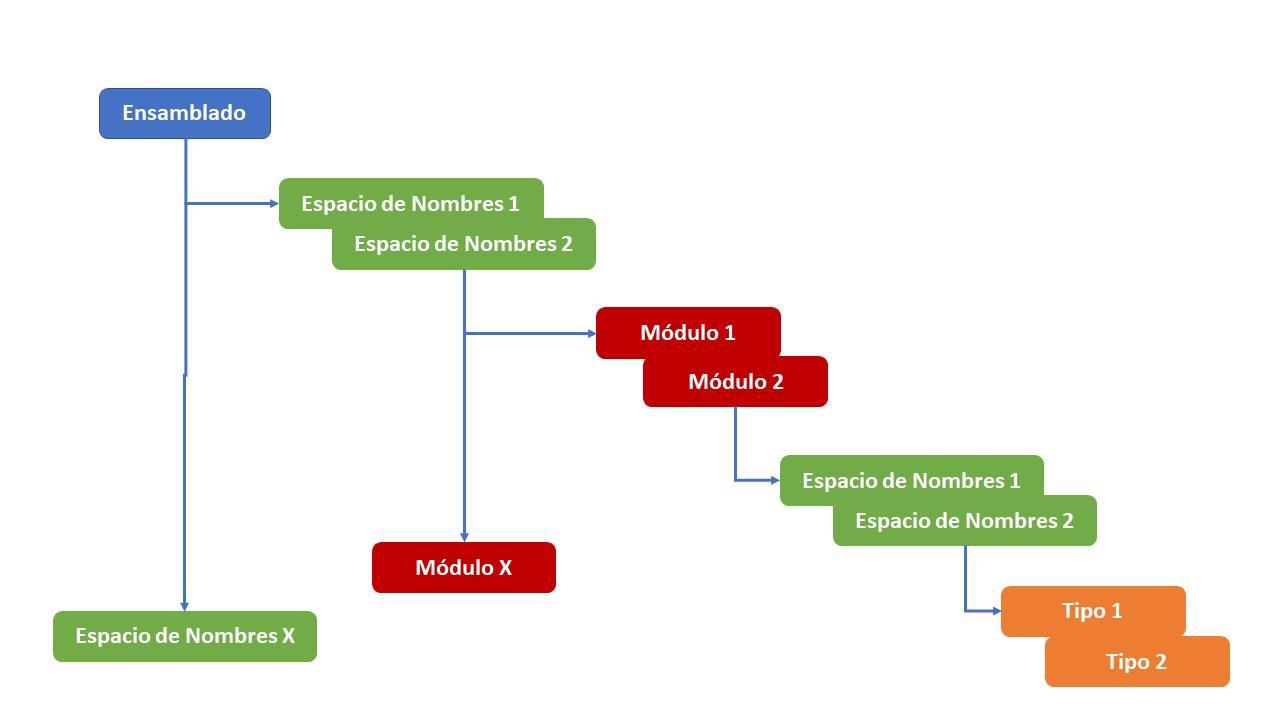 Ensamblado
Espacio de Nombres 1
Espacio de Nombres 2
Módulo 1
Módulo 2
Espacio de Nombres 1
Espacio de Nombres 2
Módulo X
Tipo 1
Espacio de Nombres X
Tipo 2